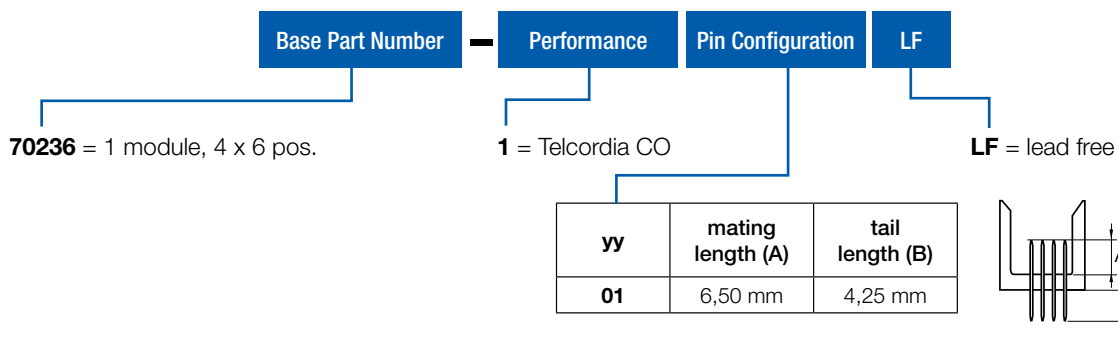 Base Part Number – Performance Pin Configuration LF
70236 = 1 module, 4 x 6 pos. 1 = Telcordia CO LF = lead free
yy mating length (A) tail length (B)
01 6,50 mm 4,25 mm